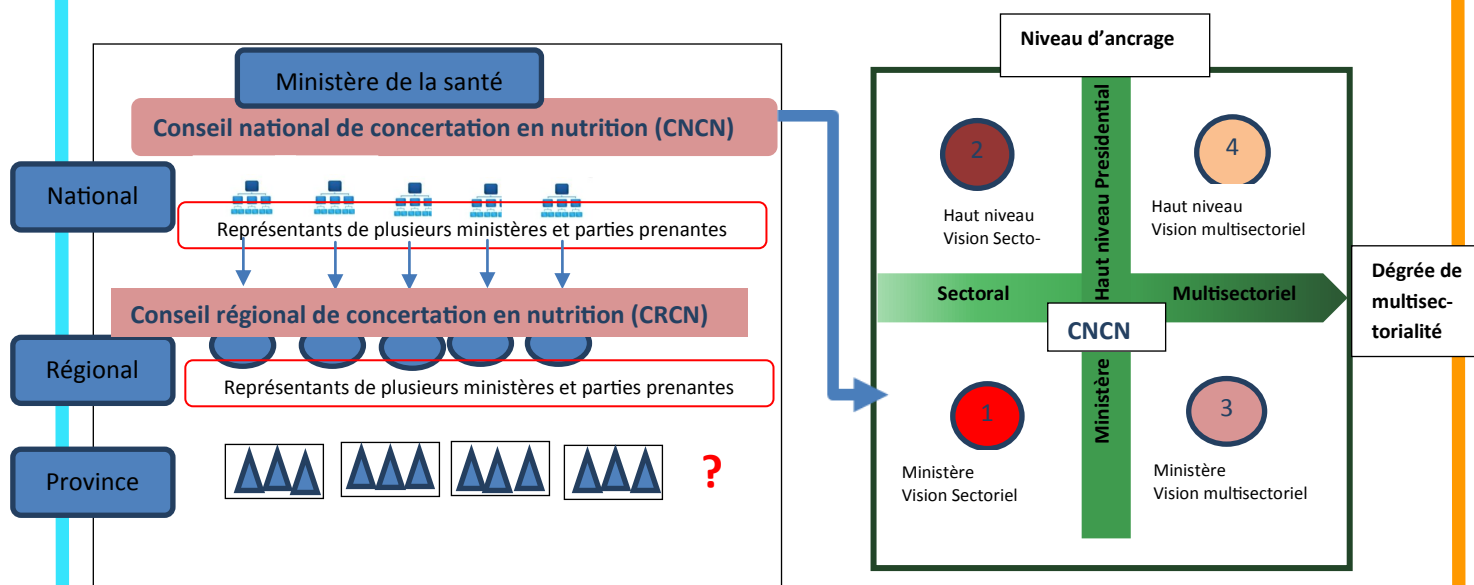 Ministère de la santé
Conseil national de concertation en nutrition (CNCN)
National
Représentants de plusieurs ministères et parties prenantes
Conseil régional de concertation en nutrition (CRCN)
Régional
Représentants de plusieurs ministères et parties prenantes
Province
?
Niveau d’ancrage
2
Haut niveau
Vision Secto-
4
Haut niveau
Vision multisectoriel
Haut niveau Presidential
Sectoral
Multisectoriel
Dégrée de
multisec-
torialité
CNCN
Ministère
1
Ministère
Vision Sectoriel
3
Ministère
Vision multisectoriel